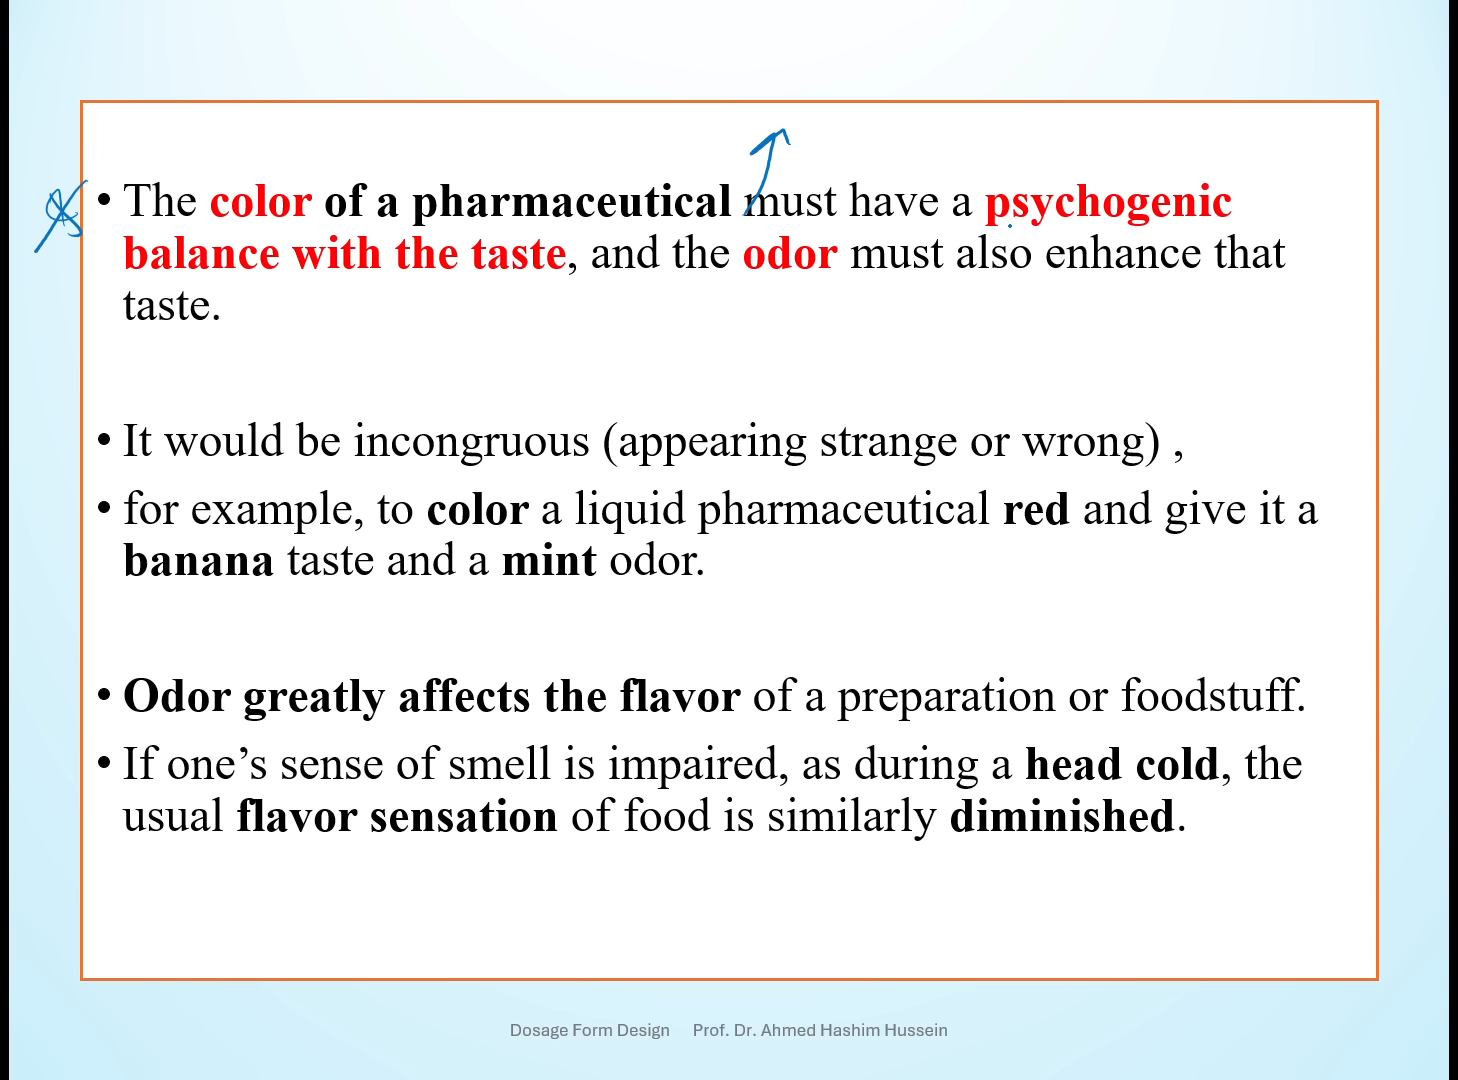 • The color of a pharmaceutical must have a psychogenic
balance with the taste, and the odor must also enhance that
taste.
• It would be incongruous (appearing strange or wrong) ,
• for example, to color a liquid pharmaceutical red and give it a
banana taste and a mint odor.
• Odor greatly affects the flavor of a preparation or foodstuff.
• If one’s sense of smell is impaired, as during a head cold, the
usual flavor sensation of food is similarly diminished.
Dosage Form Design Prof. Dr. Ahmed Hashim Hussein